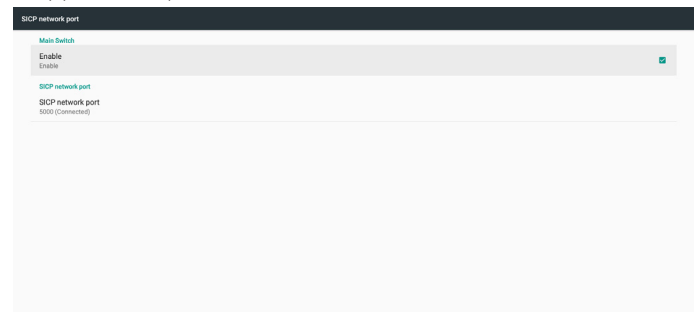 SICP network port
Main Switch
Enable
Enable
SICP network port
SICP network port
5000 (Connected)